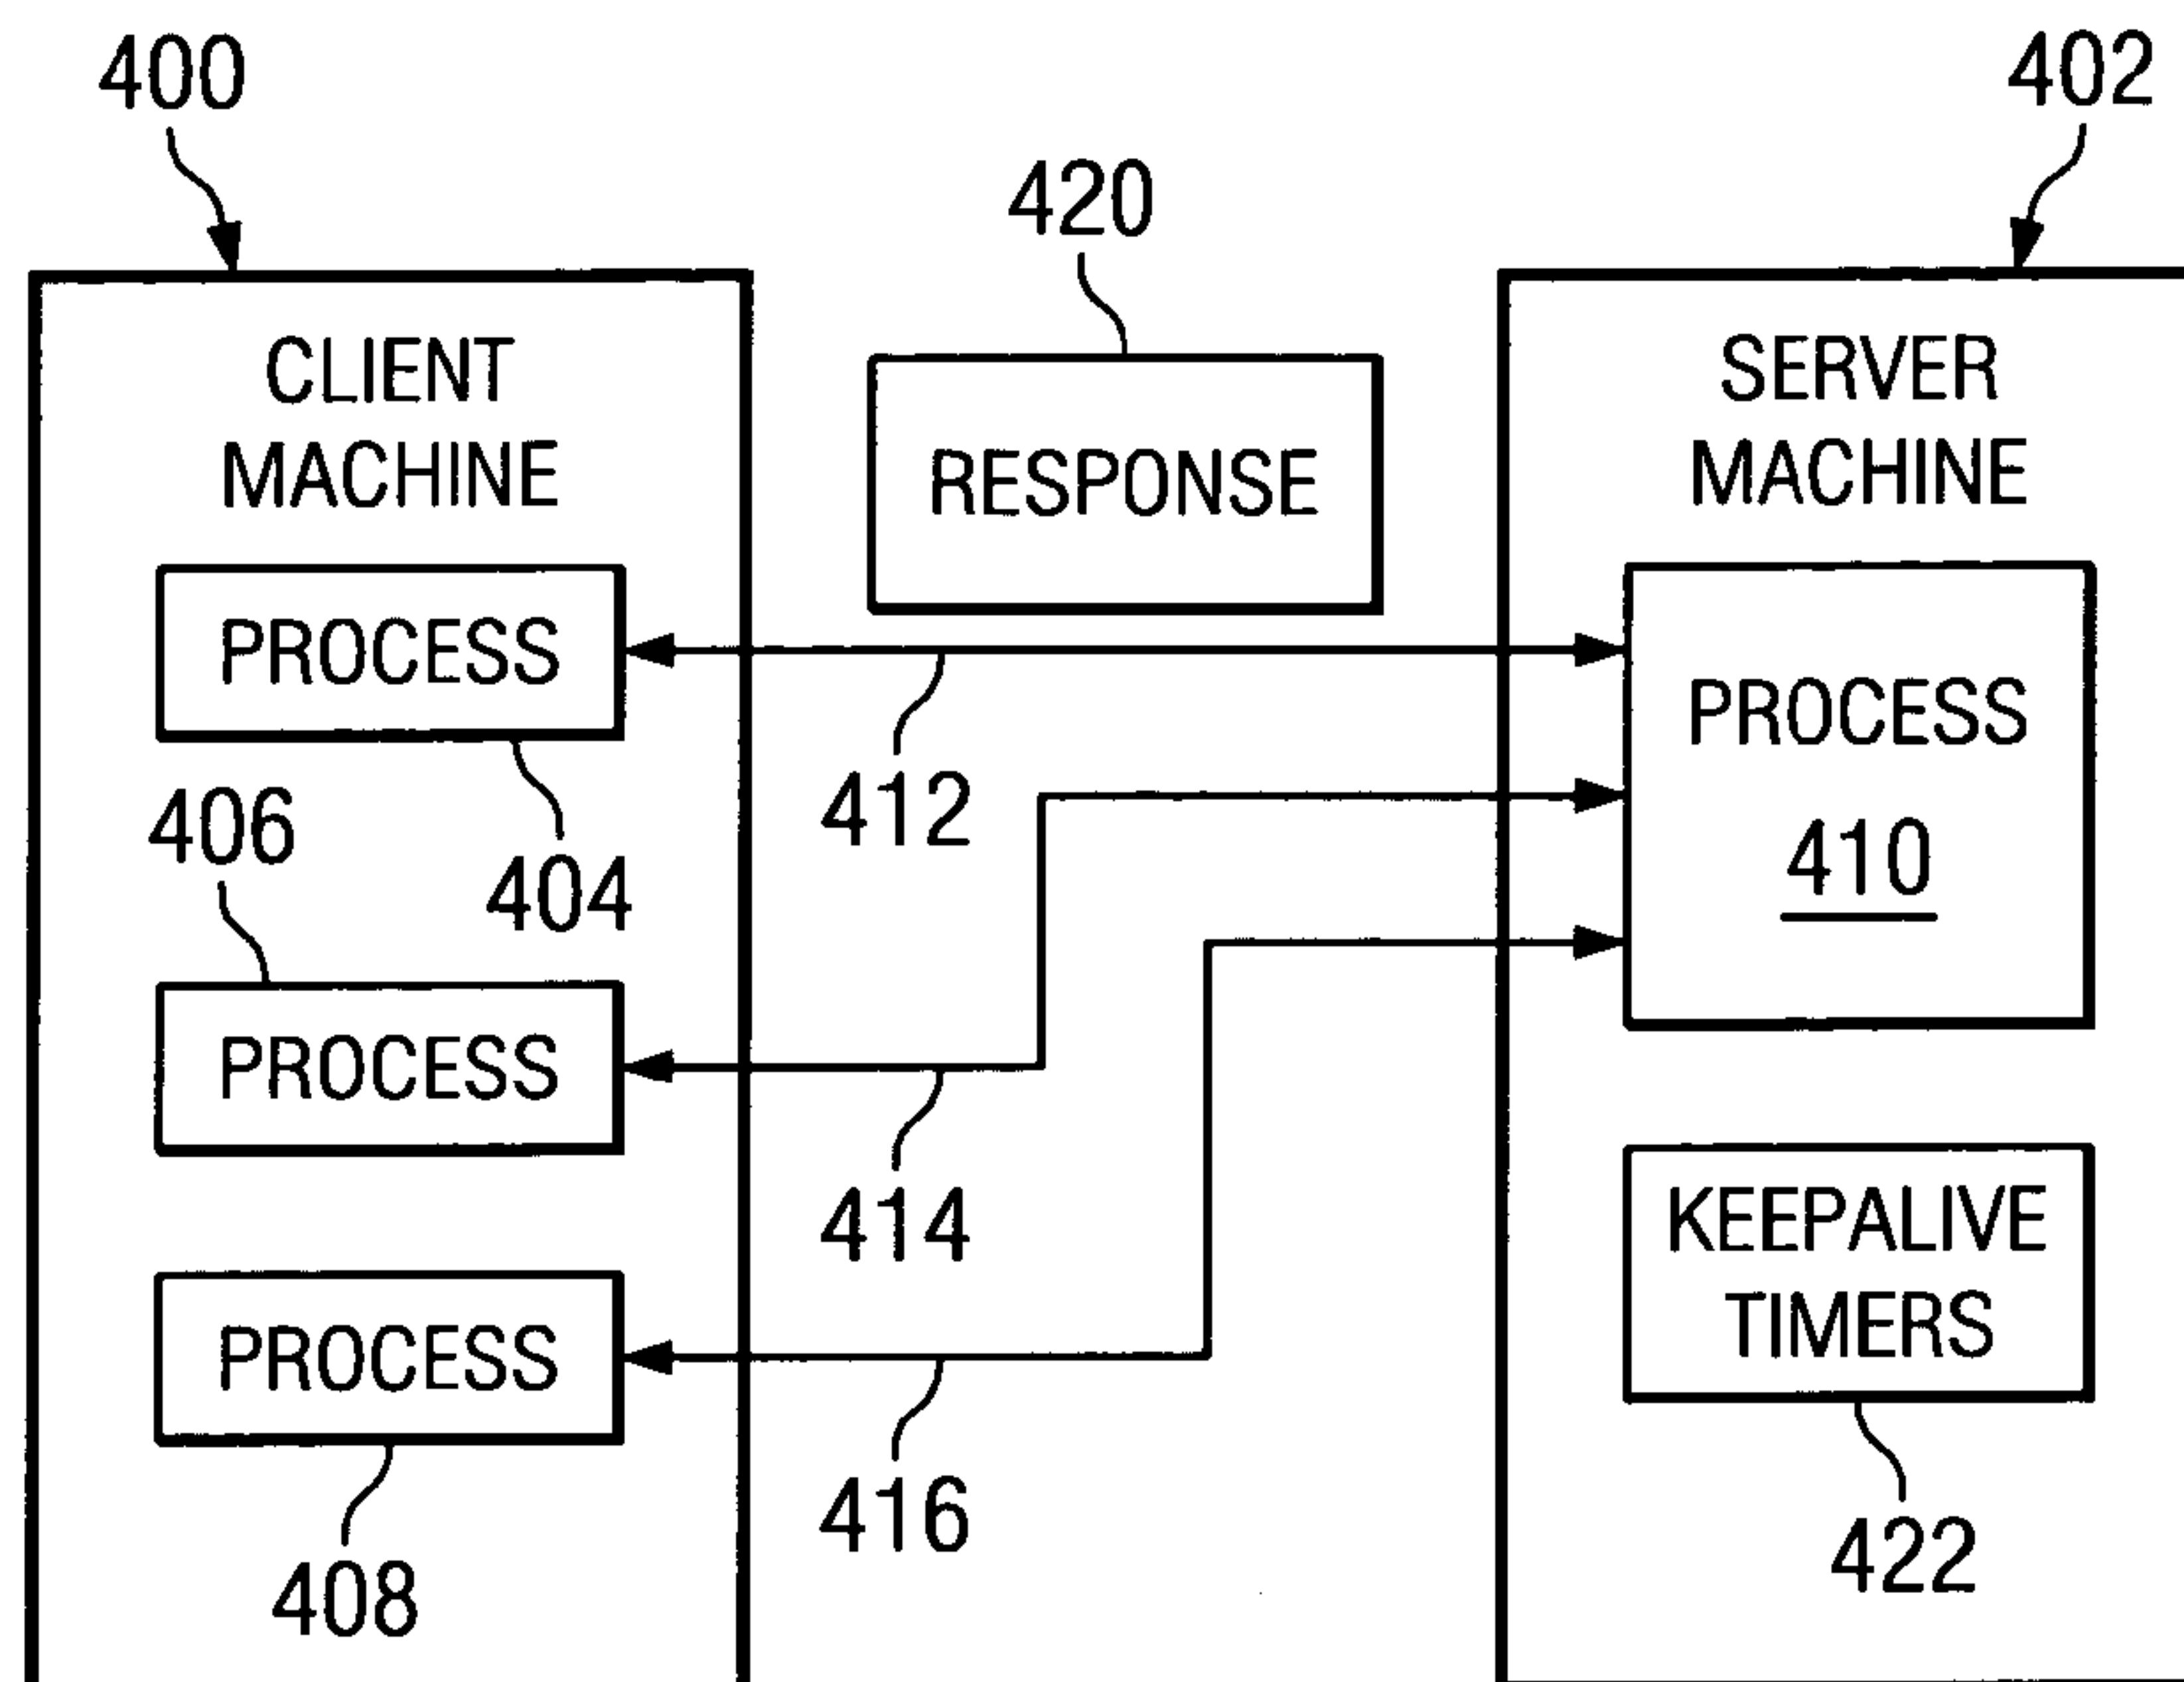 400
402
420
CLIENT
MACHINE
RESPONSE
SERVER
MACHINE
PROCESS
404
412
PROCESS
410
406
PROCESS
414
KEEPALIVE
TIMERS
422
PROCESS
408
416